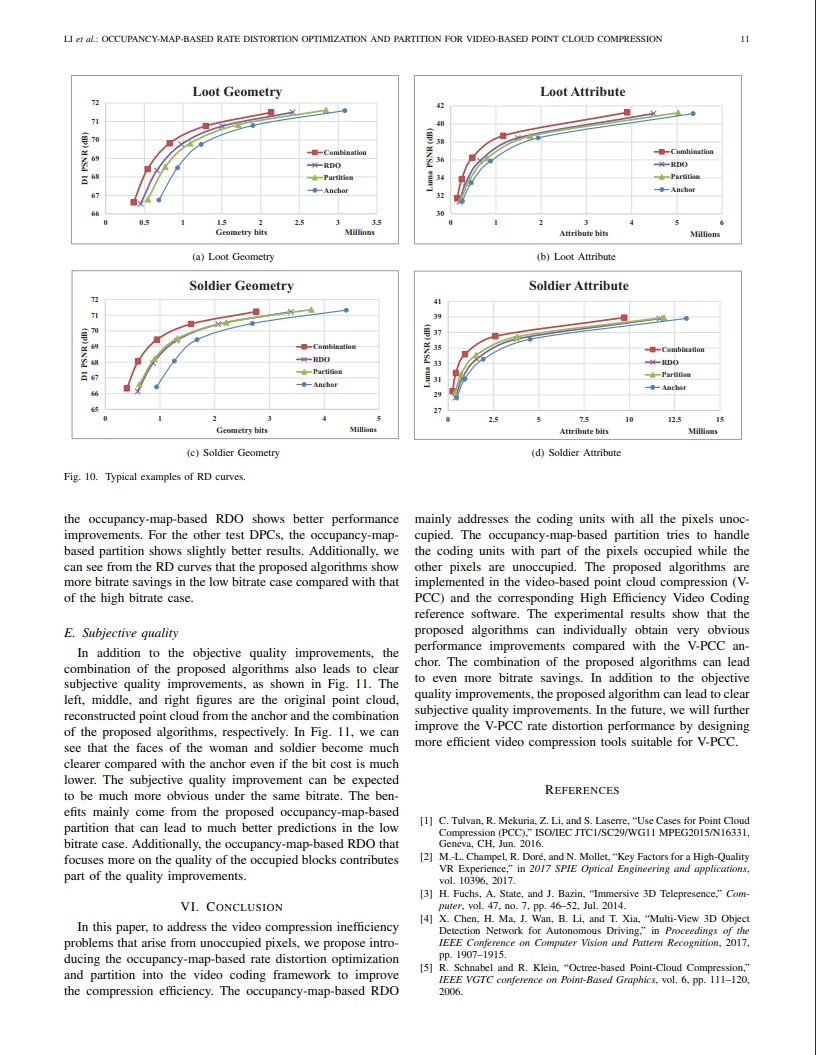 LI et al.: OCCUPANCY-MAP-BASED RATE DISTORTION OPTIMIZATION AND PARTITION FOR VIDEO-BASED POINT CLOUD COMPRESSION 11
Loot Geometry
D1 PSNR (dB)
72
71
70
69
68
67
66
0 0.5 1 1.5 2 2.5 3 3.5
Geometry bits Millions
Combination
RDO
Partition
Anchor
(a) Loot Geometry
Loot Attribute
Luma PSNR (dB)
42
40
38
36
34
32
30
0 1 2 3 4 5 6
Attribute bits Millions
Combination
RDO
Partition
Anchor
(b) Loot Attribute
Soldier Geometry
D1 PSNR (dB)
72
71
70
69
68
67
66
65
0 1 2 3 4 5
Geometry bits Millions
Combination
RDO
Partition
Anchor
(c) Soldier Geometry
Soldier Attribute
Luma PSNR (dB)
41
39
37
35
33
31
29
27
0 2.5 5 7.5 10 12.5 15
Attribute bits Millions
Combination
RDO
Partition
Anchor
(d) Soldier Attribute
Fig. 10. Typical examples of RD curves.
the occupancy-map-based RDO shows better performance
improvements. For the other test DPCs, the occupancy-map-
based partition shows slightly better results. Additionally, we
can see from the RD curves that the proposed algorithms show
more bitrate savings in the low bitrate case compared with that
of the high bitrate case.
E. Subjective quality
In addition to the objective quality improvements, the
combination of the proposed algorithms also leads to clear
subjective quality improvements, as shown in Fig. 11. The
left, middle, and right figures are the original point cloud,
reconstructed point cloud from the anchor and the combination
of the proposed algorithms, respectively. In Fig. 11, we can
see that the faces of the woman and soldier become much
clearer compared with the anchor even if the bit cost is much
lower. The subjective quality improvement can be expected
to be much more obvious under the same bitrate. The ben-
efits mainly come from the proposed occupancy-map-based
partition that can lead to much better predictions in the low
bitrate case. Additionally, the occupancy-map-based RDO that
focuses more on the quality of the occupied blocks contributes
part of the quality improvements.
VI. CONCLUSION
In this paper, to address the video compression inefficiency
problems that arise from unoccupied pixels, we propose intro-
ducing the occupancy-map-based rate distortion optimization
and partition into the video coding framework to improve
the compression efficiency. The occupancy-map-based RDO
mainly addresses the coding units with all the pixels unoc-
cupied. The occupancy-map-based partition tries to handle
the coding units with part of the pixels occupied while the
other pixels are unoccupied. The proposed algorithms are
implemented in the video-based point cloud compression (V-
PCC) and the corresponding High Efficiency Video Coding
reference software. The experimental results show that the
proposed algorithms can individually obtain very obvious
performance improvements compared with the V-PCC an-
chor. The combination of the proposed algorithms can lead
to even more bitrate savings. In addition to the objective
quality improvements, the proposed algorithm can lead to clear
subjective quality improvements. In the future, we will further
improve the V-PCC rate distortion performance by designing
more efficient video compression tools suitable for V-PCC.
REFERENCES
[1] C. Tulvan, R. Mekuria, Z. Li, and S. Laserre, “Use Cases for Point Cloud
Compression (PCC),” ISO/IEC JTC1/SC29/WG11 MPEG2015/N16331,
Geneva, CH, Jun. 2016.
[2] M.-L. Champel, R. Doré, and N. Mollet, “Key Factors for a High-Quality
VR Experience,” in 2017 SPIE Optical Engineering and applications,
vol. 10396, 2017.
[3] H. Fuchs, A. State, and J. Bazin, “Immersive 3D Telepresence,” Com-
puter, vol. 47, no. 7, pp. 46–52, Jul. 2014.
[4] X. Chen, H. Ma, J. Wan, B. Li, and T. Xia, “Multi-View 3D Object
Detection Network for Autonomous Driving,” in Proceedings of the
IEEE Conference on Computer Vision and Pattern Recognition, 2017,
pp. 1907–1915.
[5] R. Schnabel and R. Klein, “Octree-based Point-Cloud Compression,”
IEEE VGTC conference on Point-Based Graphics, vol. 6, pp. 111–120,
2006.